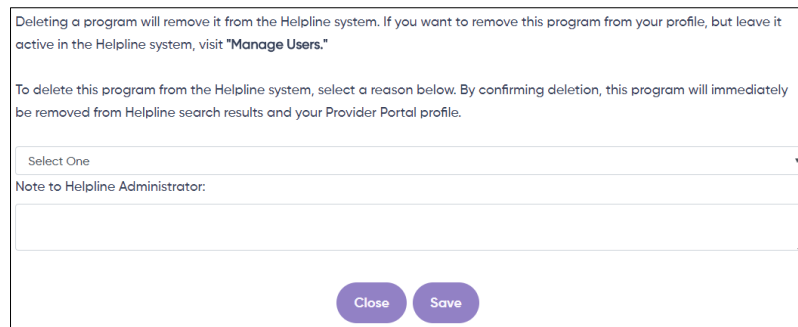 Deleting a program will remove it from the Helpline system. If you want to remove this program from your profile, but leave it
active in the Helpline system, visit "Manage Users."
To delete this program from the Helpline system, select a reason below. By confirming deletion, this program will immediately
be removed from Helpline search results and your Provider Portal profile.
Select One
Note to Helpline Administrator:
Close Save